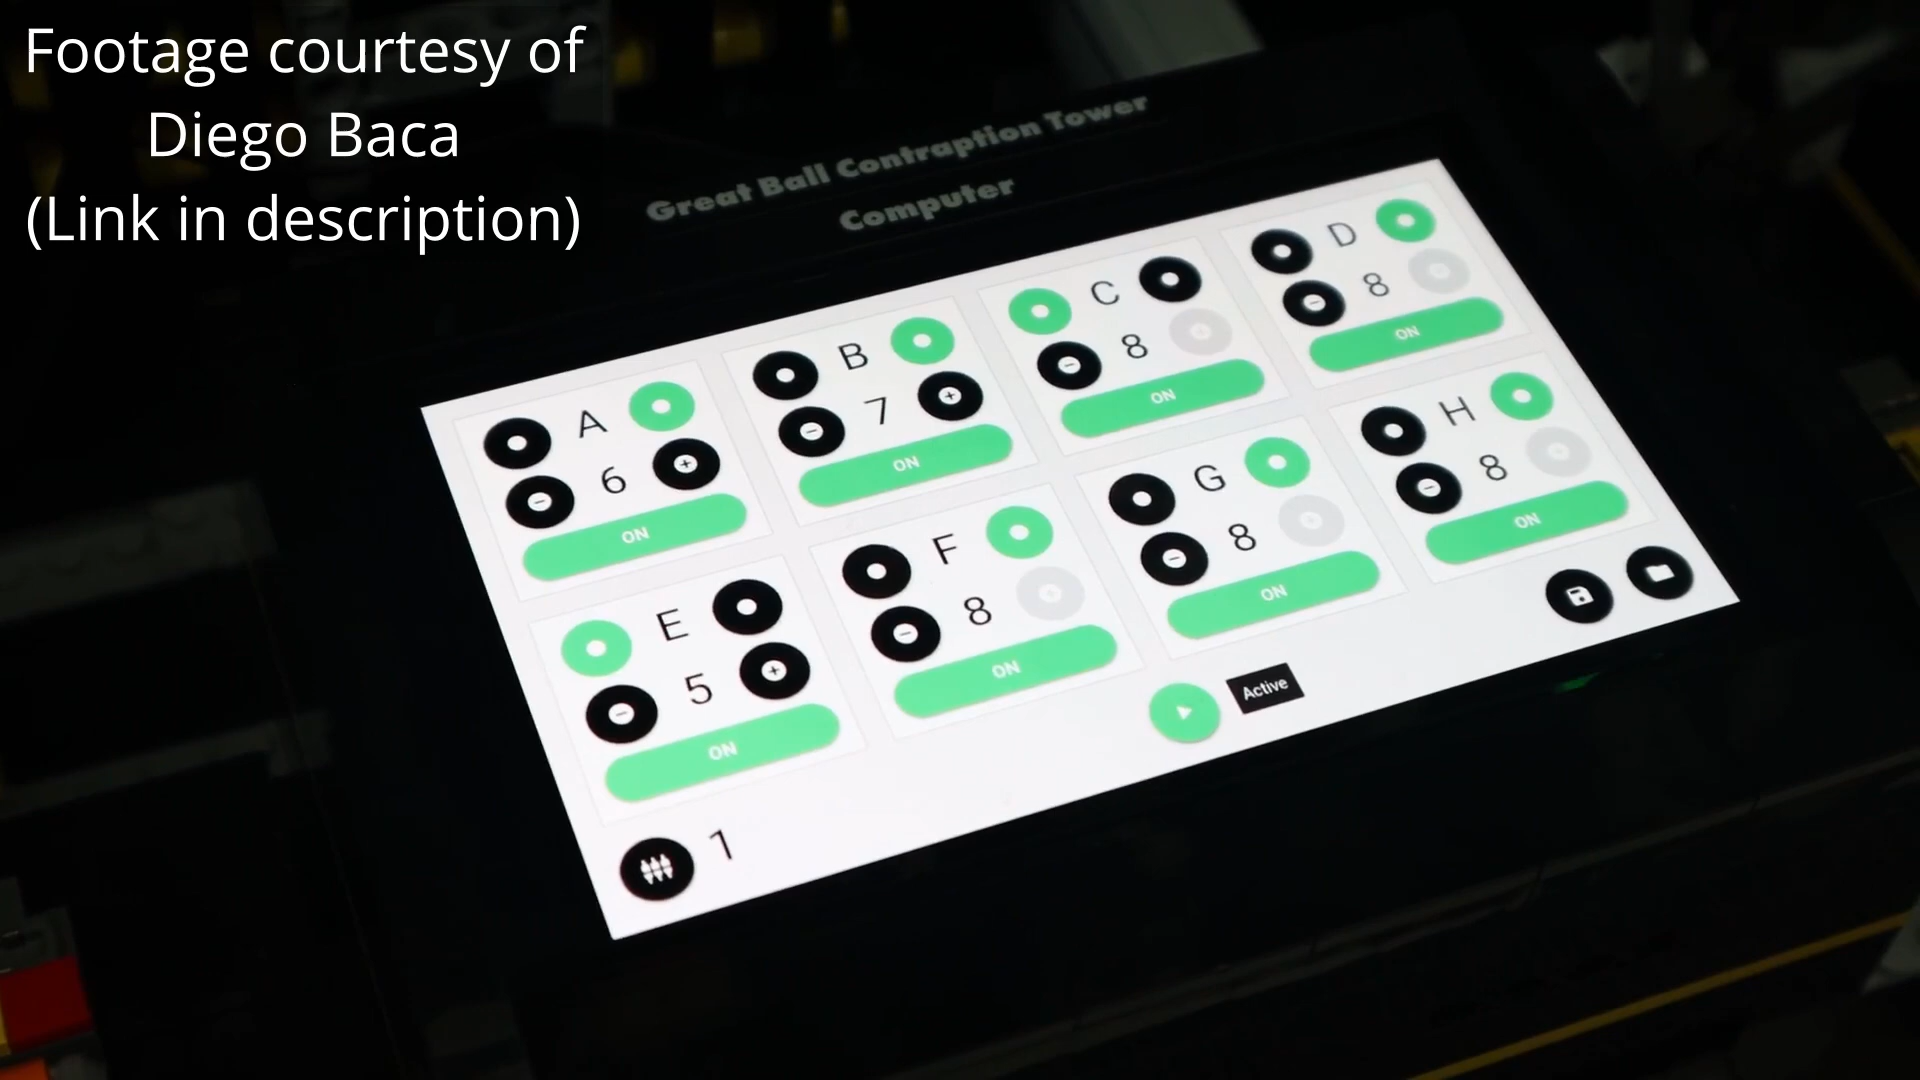 Footage courtesy of
Diego Baca
(Link in description)
Great Ball Contraption Tower
Computer
A
6
ON
B
7
ON
C
8
ON
D
8
ON
E
5
ON
F
8
ON
G
8
ON
H
8
ON
Active
1